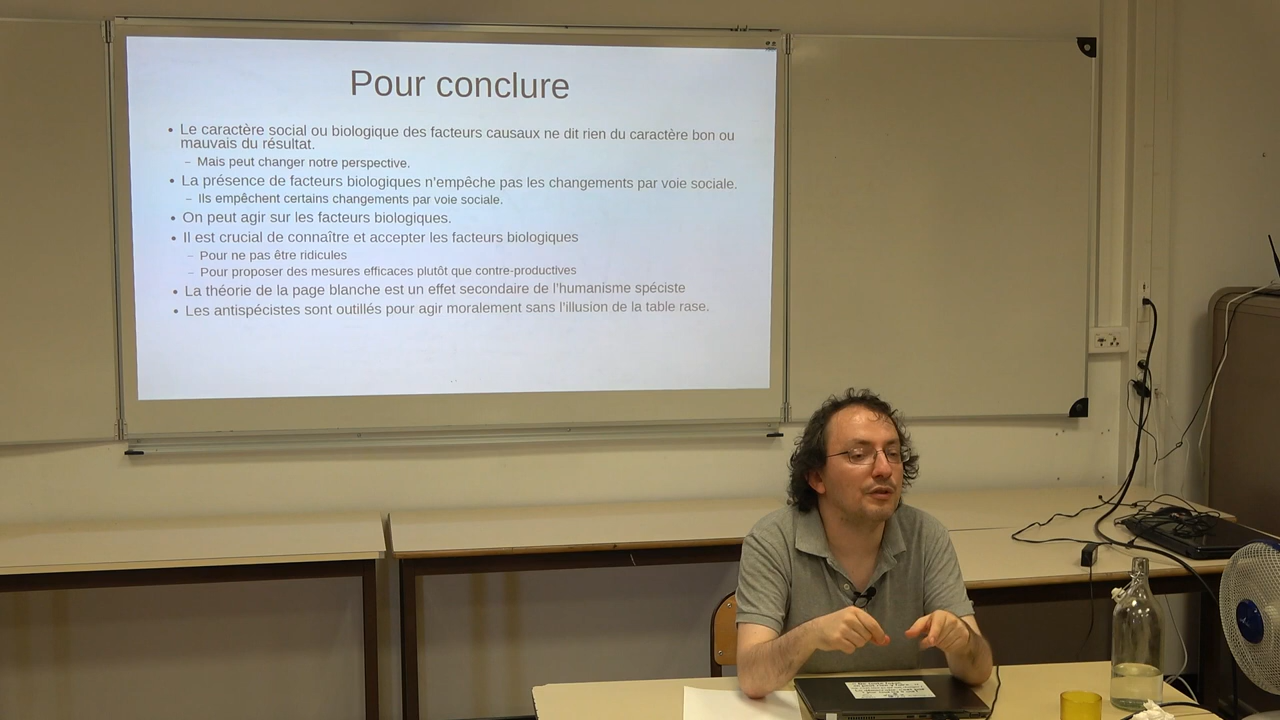 Pour conclure
• Le caractère social ou biologique des facteurs causaux ne dit rien du caractère bon ou
mauvais du résultat.
– Mais peut changer notre perspective.
• La présence de facteurs biologiques n'empêche pas les changements par voie sociale.
– Ils empêchent certains changements par voie sociale.
• On peut agir sur les facteurs biologiques.
• Il est crucial de connaître et accepter les facteurs biologiques
– Pour ne pas être ridicules
– Pour proposer des mesures efficaces plutôt que contre-productives
• La théorie de la page blanche est un effet secondaire de l'humanisme spéciste
• Les antispécistes sont outillés pour agir moralement sans l'illusion de la table rase.